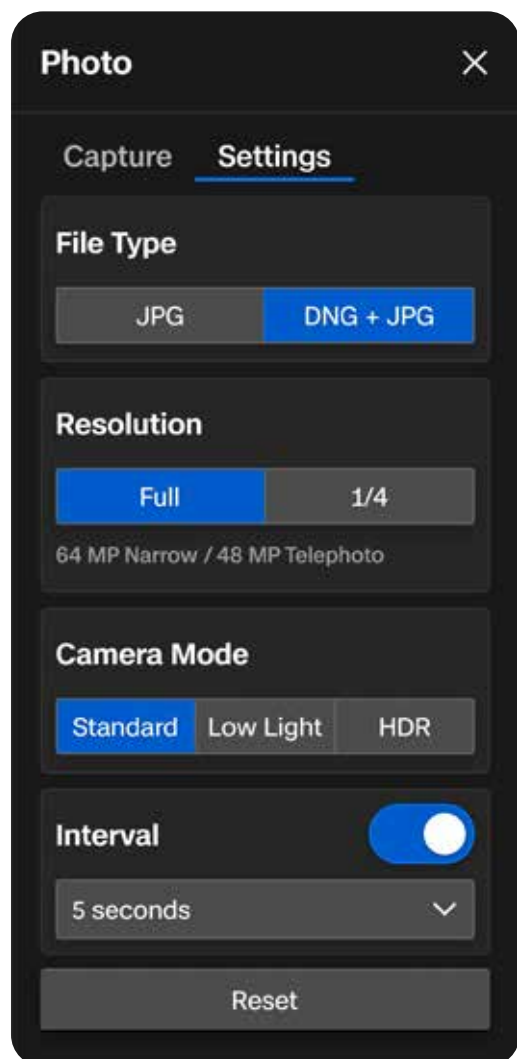 Photo
Capture Settings
File Type
JPG DNG + JPG
Resolution
Full 1/4
64 MP Narrow / 48 MP Telephoto
Camera Mode
Standard Low Light HDR
Interval
5 seconds
Reset